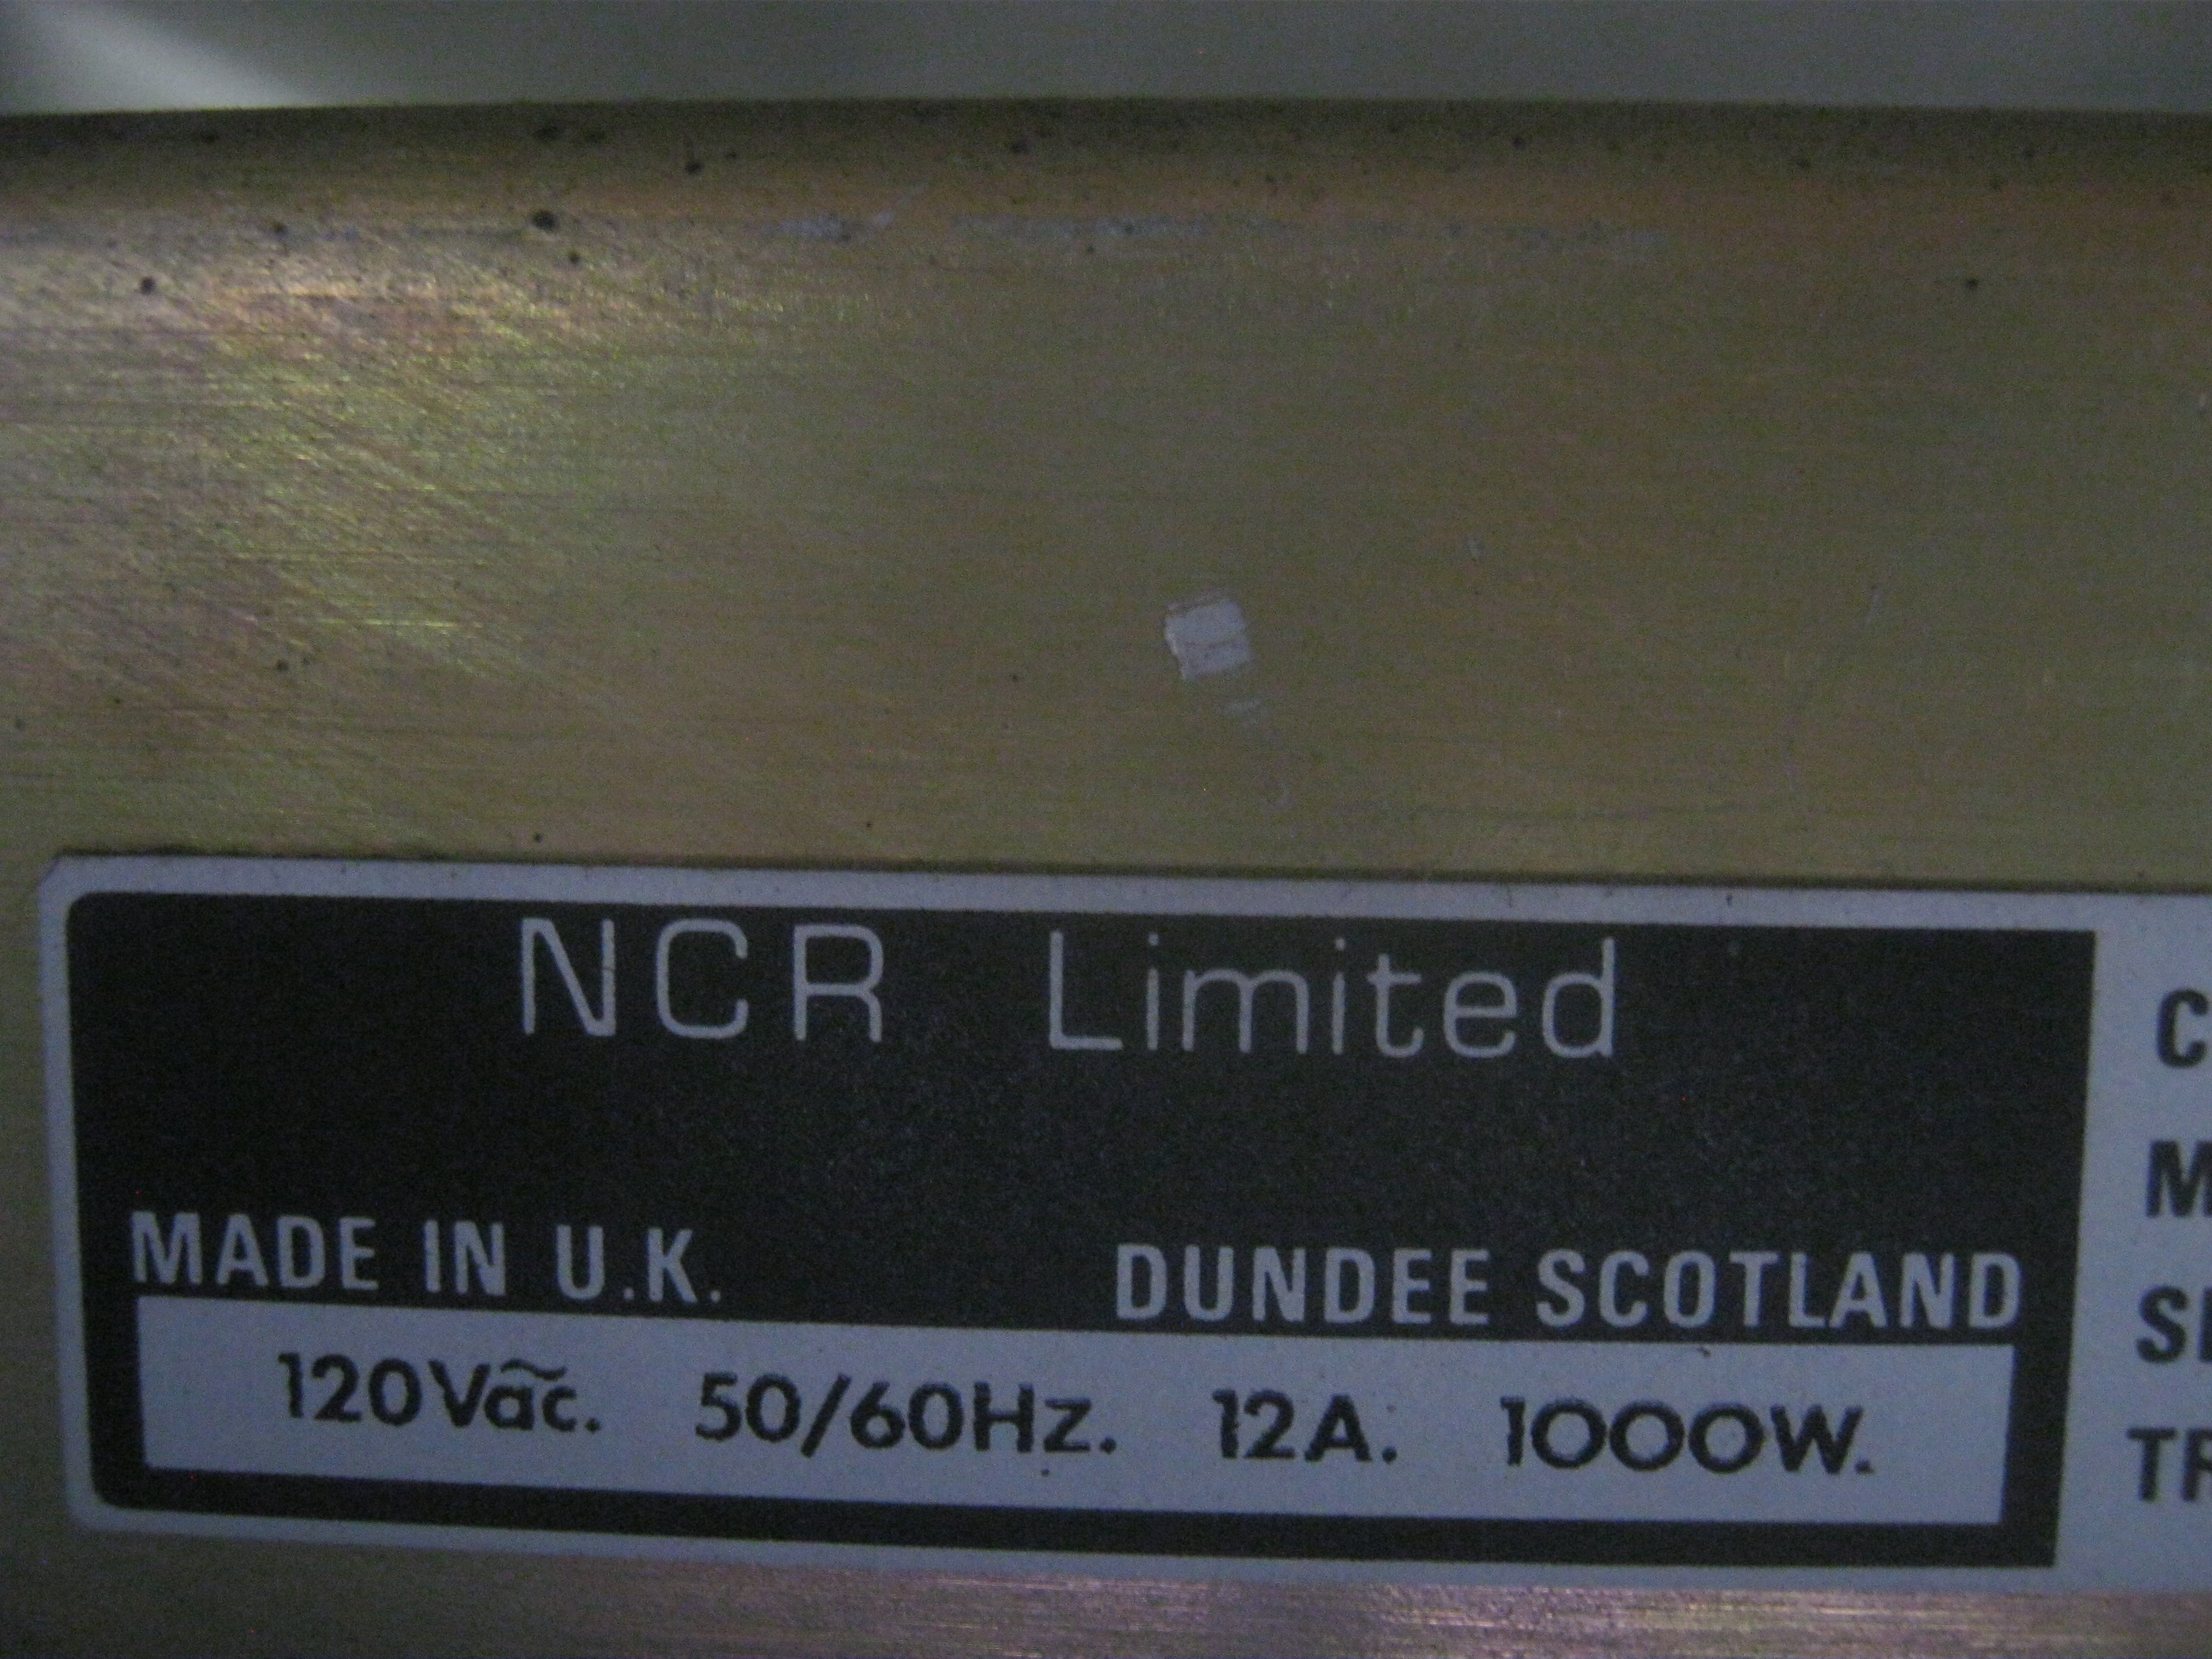 NCR Limited
MADE IN U.K. DUNDEE SCOTLAND
120Vac. 50/60Hz. 12A. 1000W.